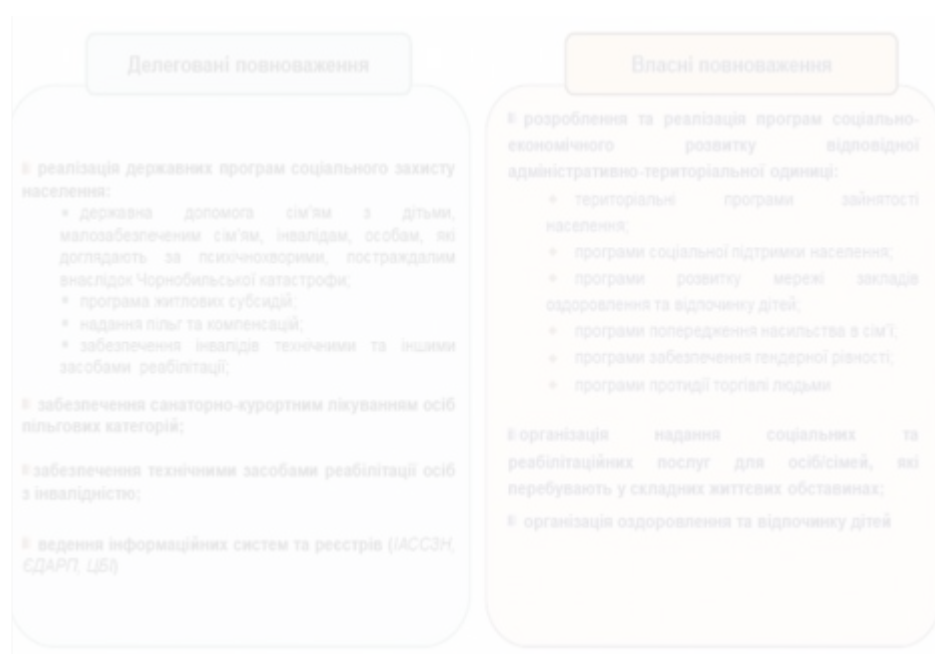 Делеговані повноваження
реалізація державних програм соціального захисту
населення:
• державна допомога сім'ям з дітьми,
малозабезпеченим сім'ям, інвалідам, особам, які
доглядають за психічнохворими, постраждалим
внаслідок Чорнобильської катастрофи;
• програма житлових субсидій;
• надання пільг та компенсацій;
• забезпечення інвалідів технічними та іншими
засобами реабілітації;
забезпечення санаторно-курортним лікуванням осіб
пільгових категорій;
забезпечення технічними засобами реабілітації осіб
з інвалідністю;
ведення інформаційних систем та реєстрів (ІАССЗН,
ЄДАРП, ЦБІ)
Власні повноваження
розроблення та реалізація програм соціально-
економічного розвитку відповідної
адміністративно-територіальної одиниці:
• територіальні програми зайнятості
населення;
• програми соціальної підтримки населення;
• програми розвитку мережі закладів
оздоровлення та відпочинку дітей;
• програми попередження насильства в сім'ї;
• програми забезпечення гендерної рівності;
• програми протидії торгівлі людьми
організація надання соціальних та
реабілітаційних послуг для осіб/сімей, які
перебувають у складних життєвих обставинах;
організація оздоровлення та відпочинку дітей